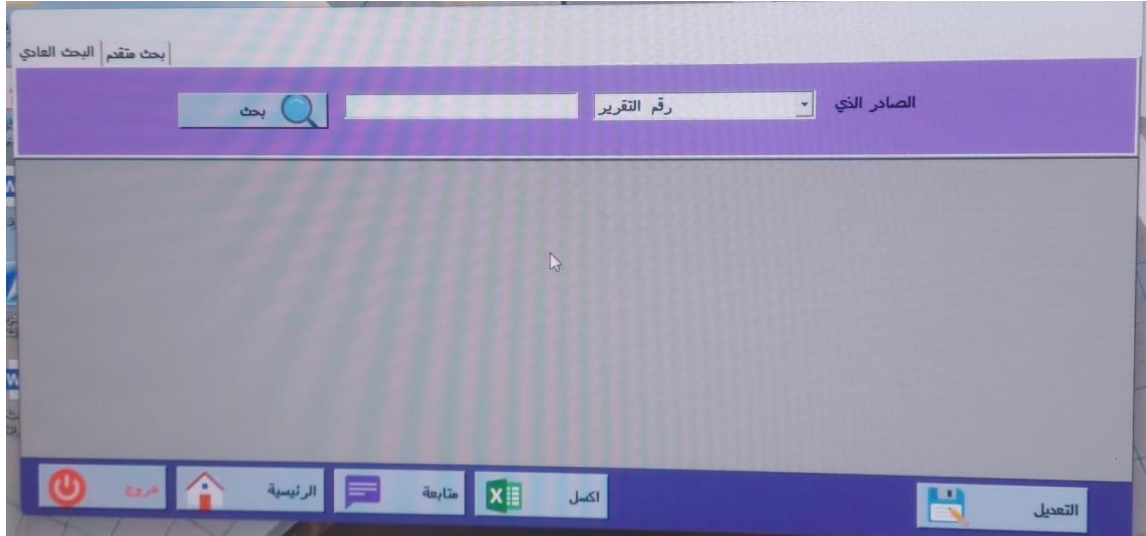 البحث العادي
بحث متقدم
الصادر الذي
رقم التقرير
بحث
التعديل
اكسل
متابعة
الرئيسية
خروج